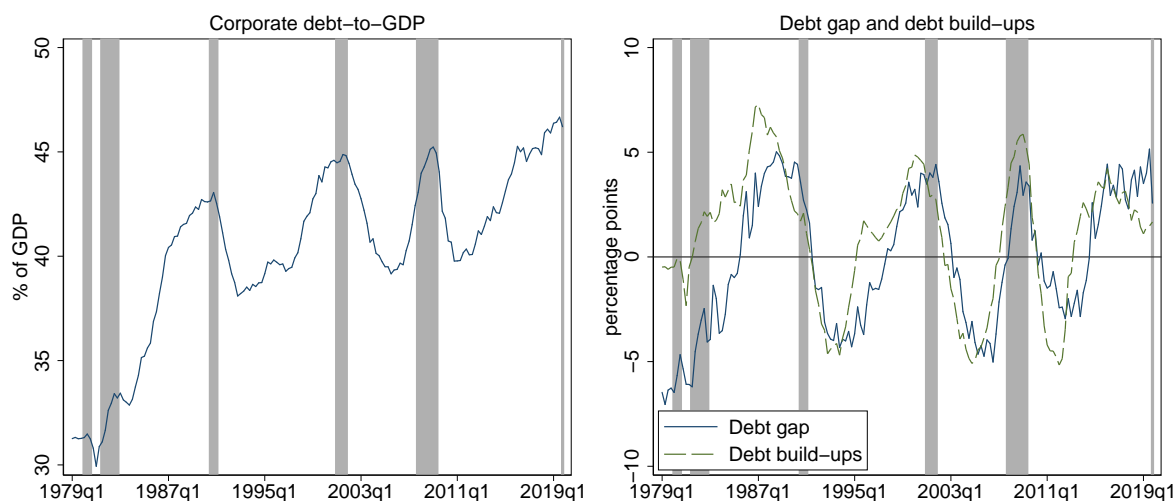 Corporate debt−to−GDP
% of GDP
50
45
40
35
30
1979q1 1987q1 1995q1 2003q1 2011q1 2019q1
Debt gap and debt build−ups
percentage points
10
5
0
−5
−10
Debt gap
Debt build−ups
1979q1 1987q1 1995q1 2003q1 2011q1 2019q1